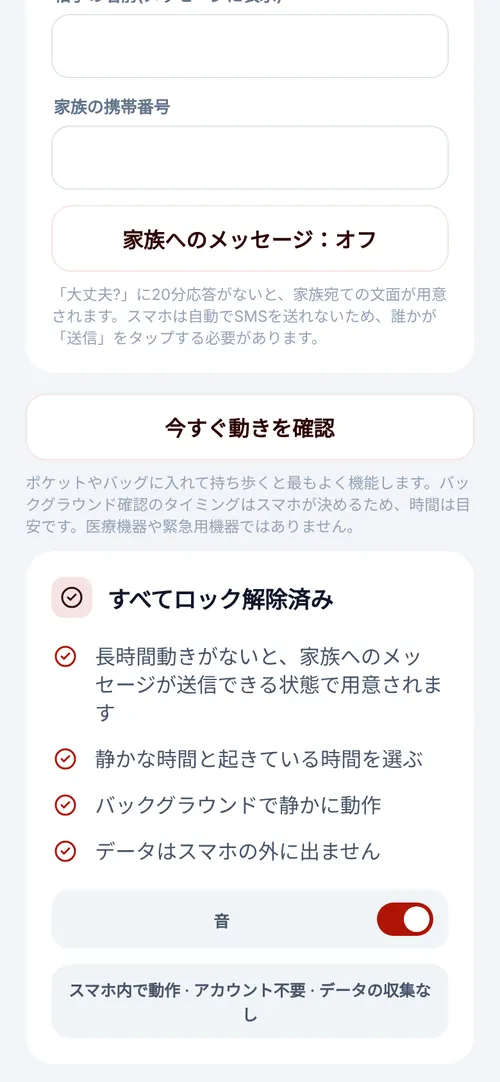 家族の携帯番号
家族へのメッセージ：オフ
「大丈夫?」に20分応答がないと、家族宛ての文面が用意
されます。スマホは自動でSMSを送れないため、誰かが
「送信」をタップする必要があります。
今すぐ動きを確認
ポケットやバッグに入れて持ち歩くと最もよく機能します。バッ
クグラウンド確認のタイミングはスマホが決めるため、時間は目
安です。医療機器や緊急用機器ではありません。
すべてロック解除済み
長時間動きがないと、家族へのメッ
セージが送信できる状態で用意されま
す
静かな時間と起きている時間を選ぶ
バックグラウンドで静かに動作
データはスマホの外に出ません
音
スマホ内で動作 · アカウント不要 · データの収集な
し